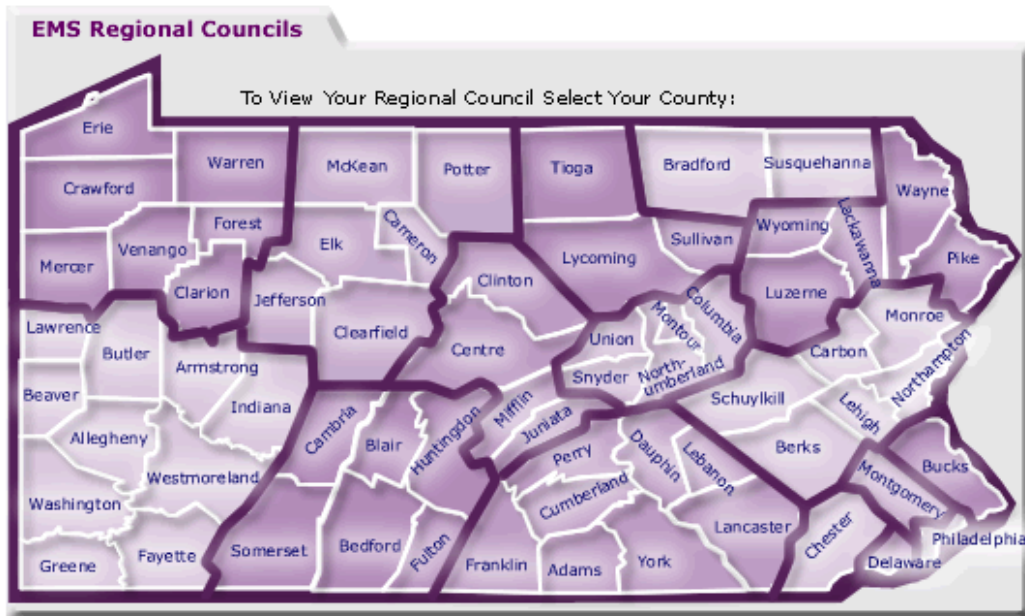 EMS Regional Councils
To View Your Regional Council Select Your County:
Erie
Warren
McKean
Potter
Tioga
Bradford
Susquehanna
Crawford
Wayne
Forest
Cameron
Wyoming
Lackawanna
Elk
Sullivan
Venango
Lycoming
Pike
Mercer
Clinton
Clarion
Jefferson
Luzerne
Columbia
Montour
Monroe
Lawrence
Clearfield
Union
Centre
Butler
Carbon
Armstrong
Snyder
North-
umberland
Northampton
Beaver
Indiana
Mifflin
Schuylkill
Juniata
Lehigh
Cambria
Blair
Huntingdon
Allegheny
Perry
Dauphin
Lebanon
Berks
Bucks
Westmoreland
Cumberland
Montgomery
Washington
Lancaster
Chester
Philadelphia
Greene
Fayette
Somerset
Bedford
Fulton
Franklin
Adams
York
Delaware